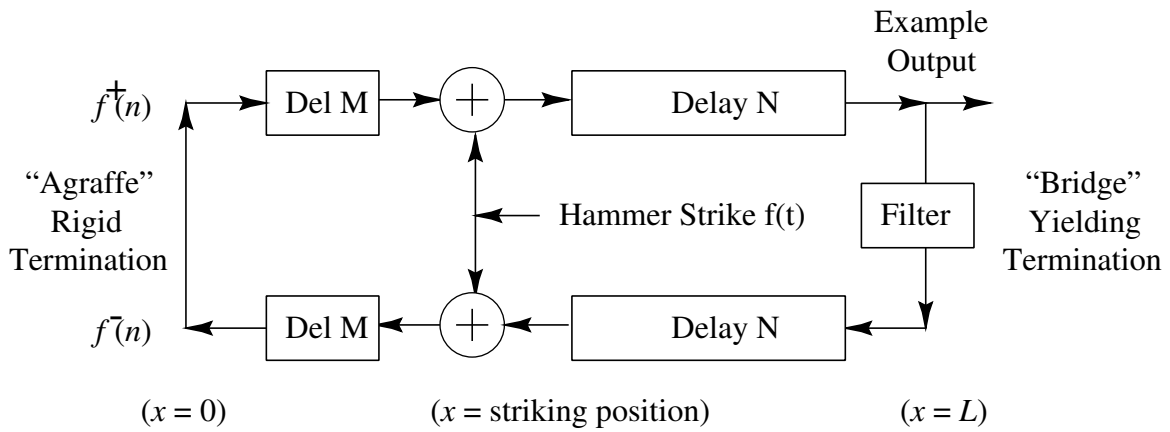 Example
Output
f⁺(n)
Del M
+
Delay N
“Agraffe”
Rigid
Termination
Hammer Strike f(t)
Filter
“Bridge”
Yielding
Termination
f⁻(n)
Del M
+
Delay N
(x = 0)
(x = striking position)
(x = L)